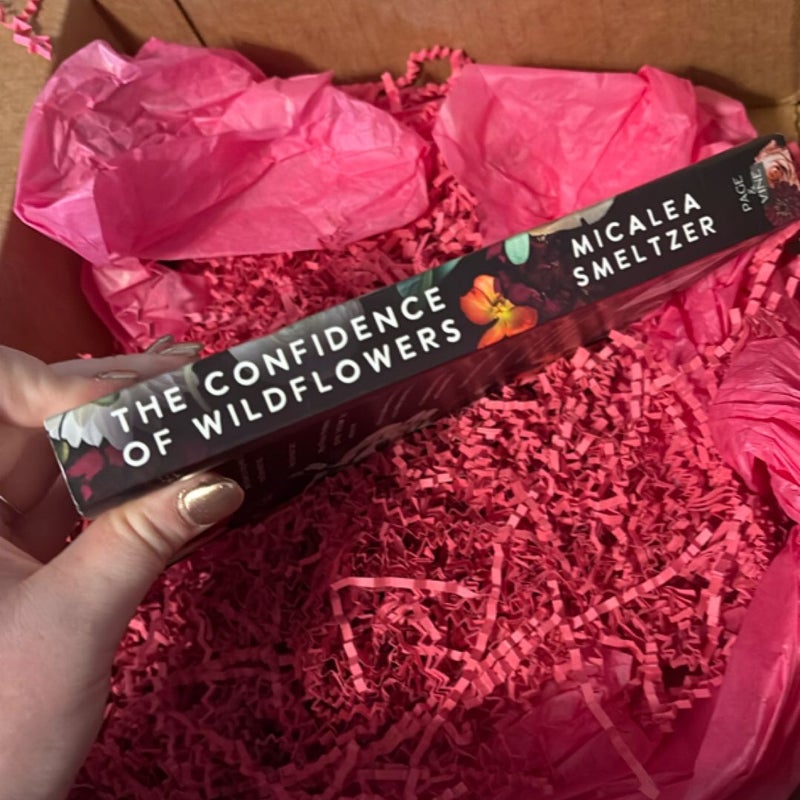 THE CONFIDENCE
OF WILDFLOWERS
MICALEA
SMELTZER
PAGE
& VINE